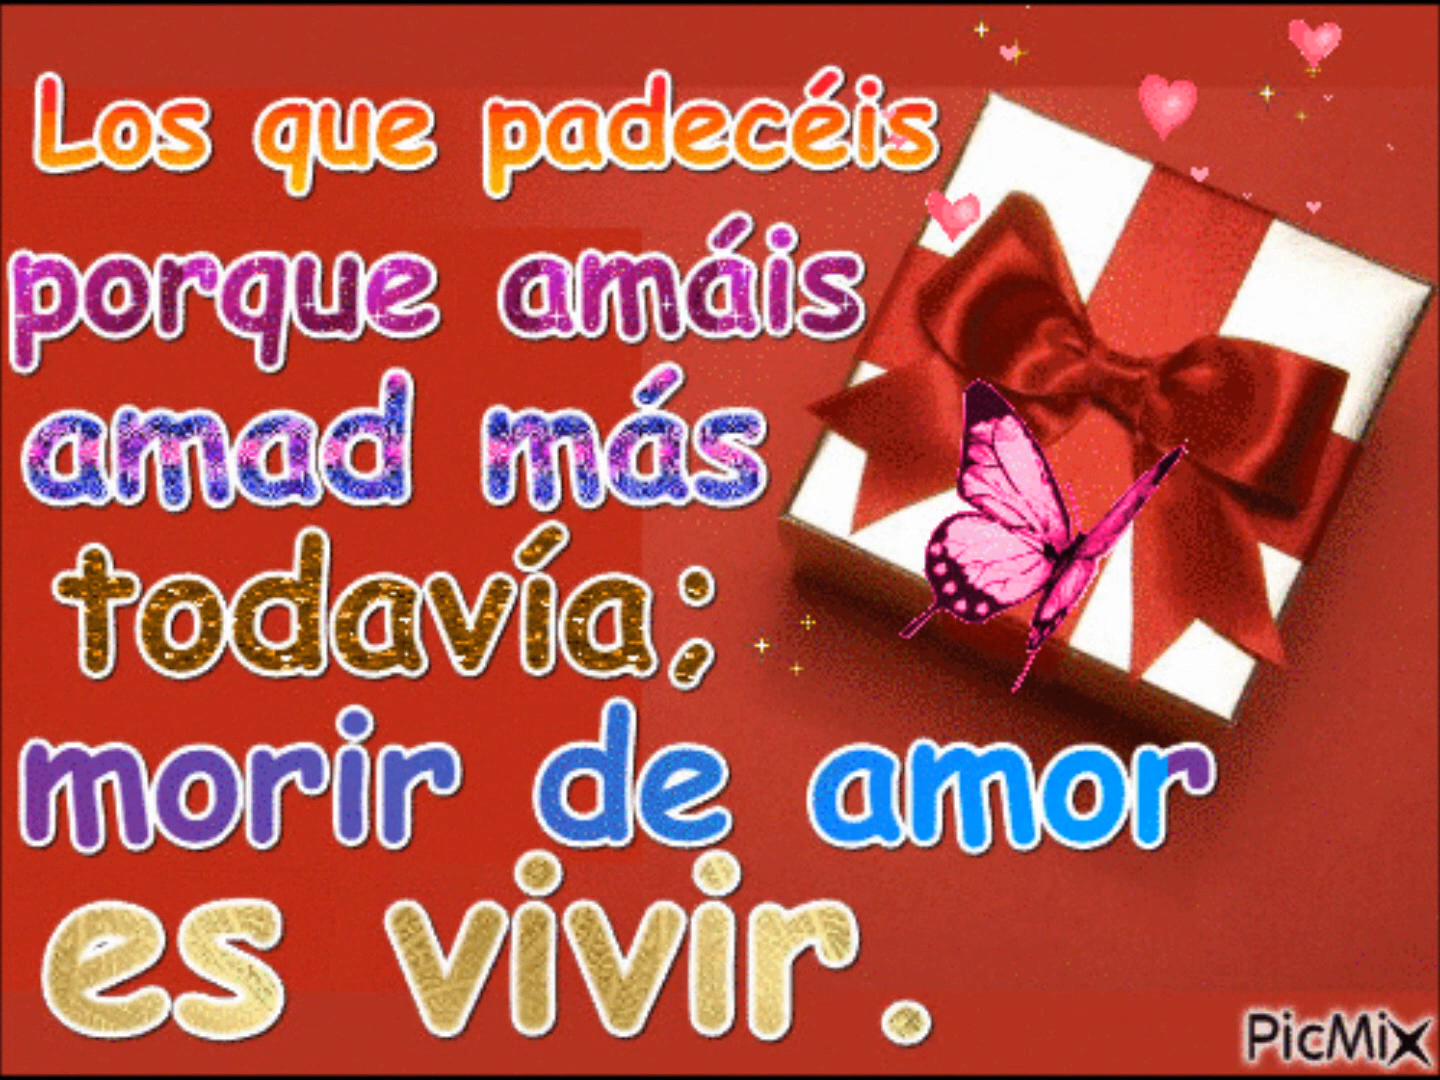 Los que padecéis
porque amáis
amad más
todavía;
morir de amor
es vivir.
PicMix